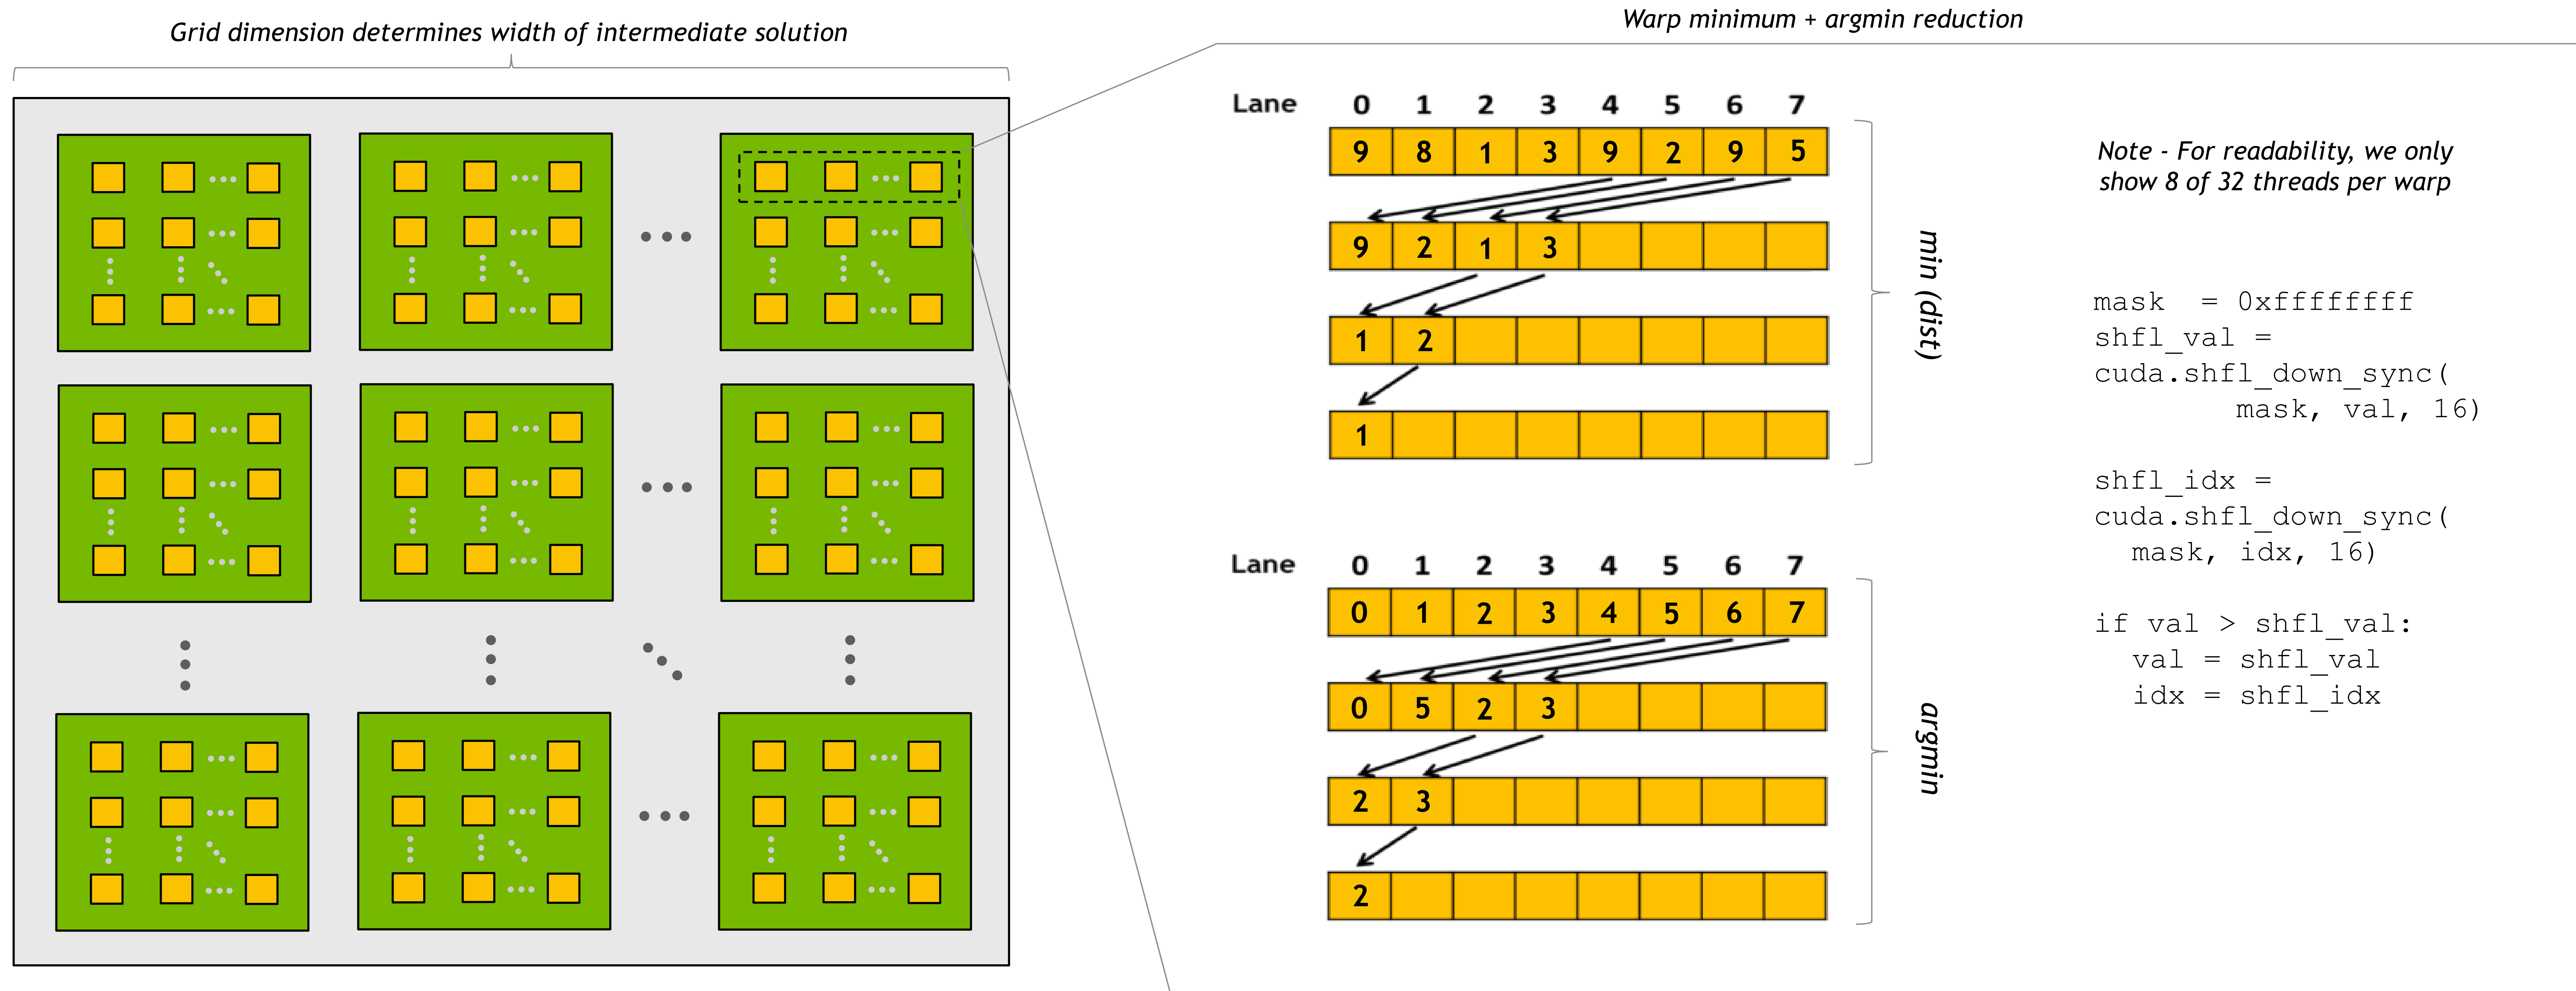 Grid dimension determines width of intermediate solution
Warp minimum + argmin reduction
Lane 0 1 2 3 4 5 6 7
9 8 1 3 9 2 9 5
9 2 1 3
1 2
1
min (dist)
Lane 0 1 2 3 4 5 6 7
0 1 2 3 4 5 6 7
0 5 2 3
2 3
2
argmin
Note - For readability, we only
show 8 of 32 threads per warp
mask  = 0xffffffff
shfl_val =
cuda.shfl_down_sync(
mask, val, 16)
shfl_idx =
cuda.shfl_down_sync(
mask, idx, 16)
if val > shfl_val:
val = shfl_val
idx = shfl_idx